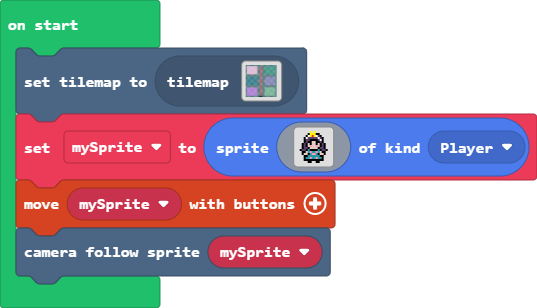 on start
set tilemap to tilemap
set mySprite to sprite of kind Player
move mySprite with buttons
camera follow sprite mySprite